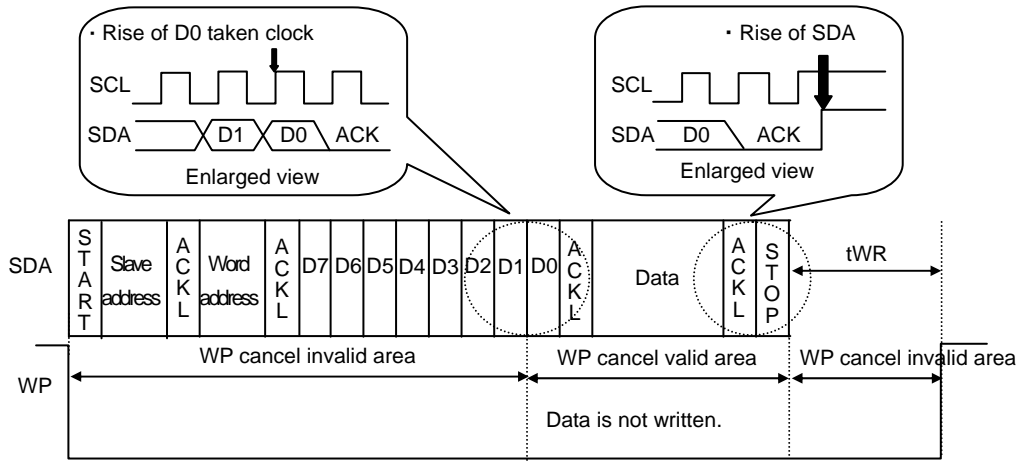 ・Rise of D0 taken clock
SCL
SDA D1 D0 ACK
Enlarged view
・Rise of SDA
SCL
SDA D0 ACK
Enlarged view
SDA START Slave address ACKL Word address ACKL D7 D6 D5 D4 D3 D2 D1 D0 ACKL Data ACKL STOP tWR
WP cancel invalid area WP cancel valid area WP cancel invalid area
WP
Data is not written.